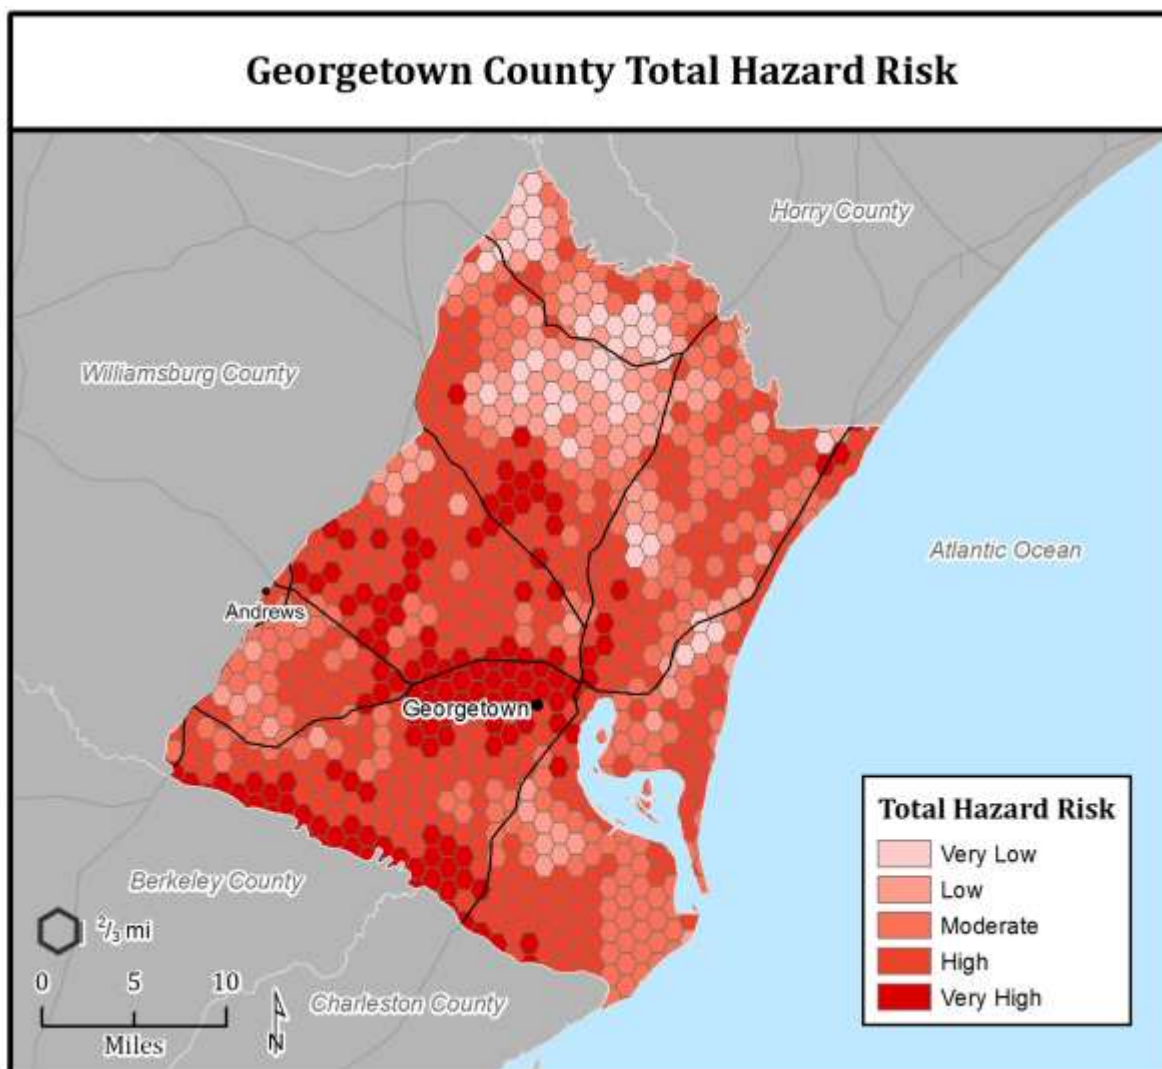 Georgetown County Total Hazard Risk
Horry County
Williamsburg County
Atlantic Ocean
Andrews
Georgetown
Berkeley County
Charleston County
2/3 mi
0 5 10
Miles
N
Total Hazard Risk
Very Low
Low
Moderate
High
Very High